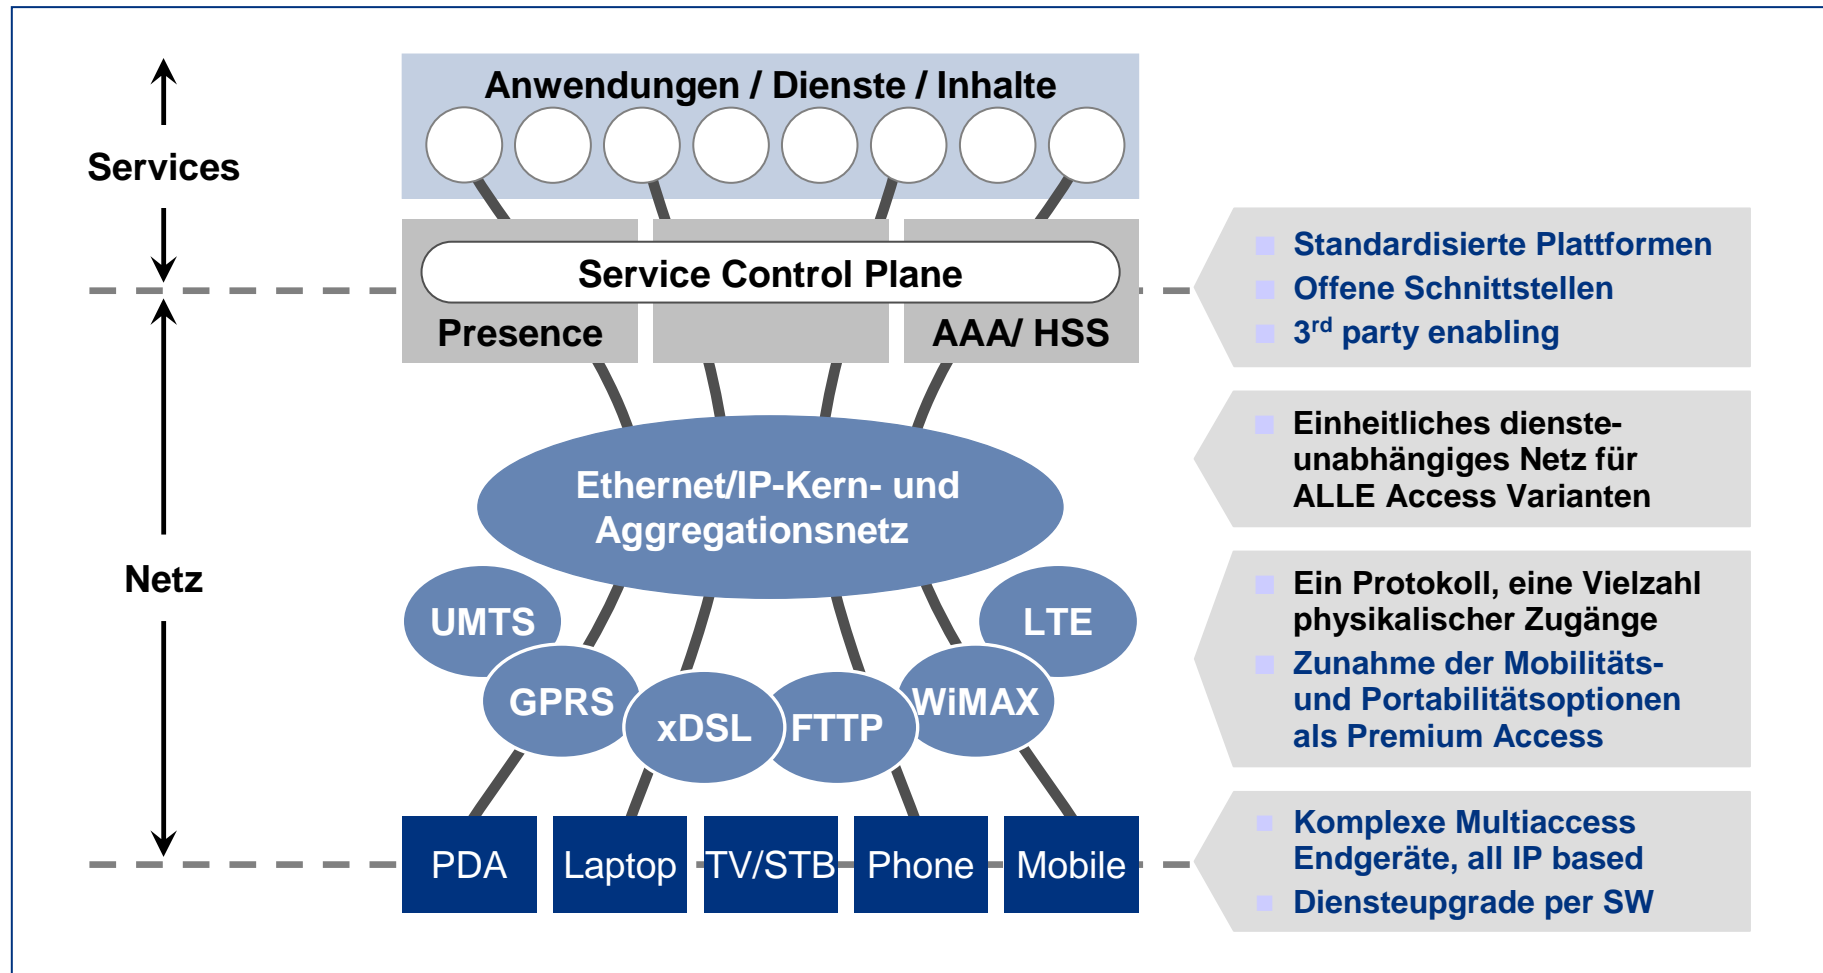 Anwendungen / Dienste / Inhalte
Services
Service Control Plane
Presence
AAA/ HSS
Standardisierte Plattformen
Offene Schnittstellen
3rd party enabling
Einheitliches dienste-
unabhängiges Netz für
ALLE Access Varianten
Ethernet/IP-Kern- und
Aggregationsnetz
Netz
UMTS
LTE
GPRS
WiMAX
xDSL
FTTP
Ein Protokoll, eine Vielzahl
physikalischer Zugänge
Zunahme der Mobilitäts-
und Portabilitätsoptionen
als Premium Access
PDA
Laptop
TV/STB
Phone
Mobile
Komplexe Multiaccess
Endgeräte, all IP based
Diensteupgrade per SW